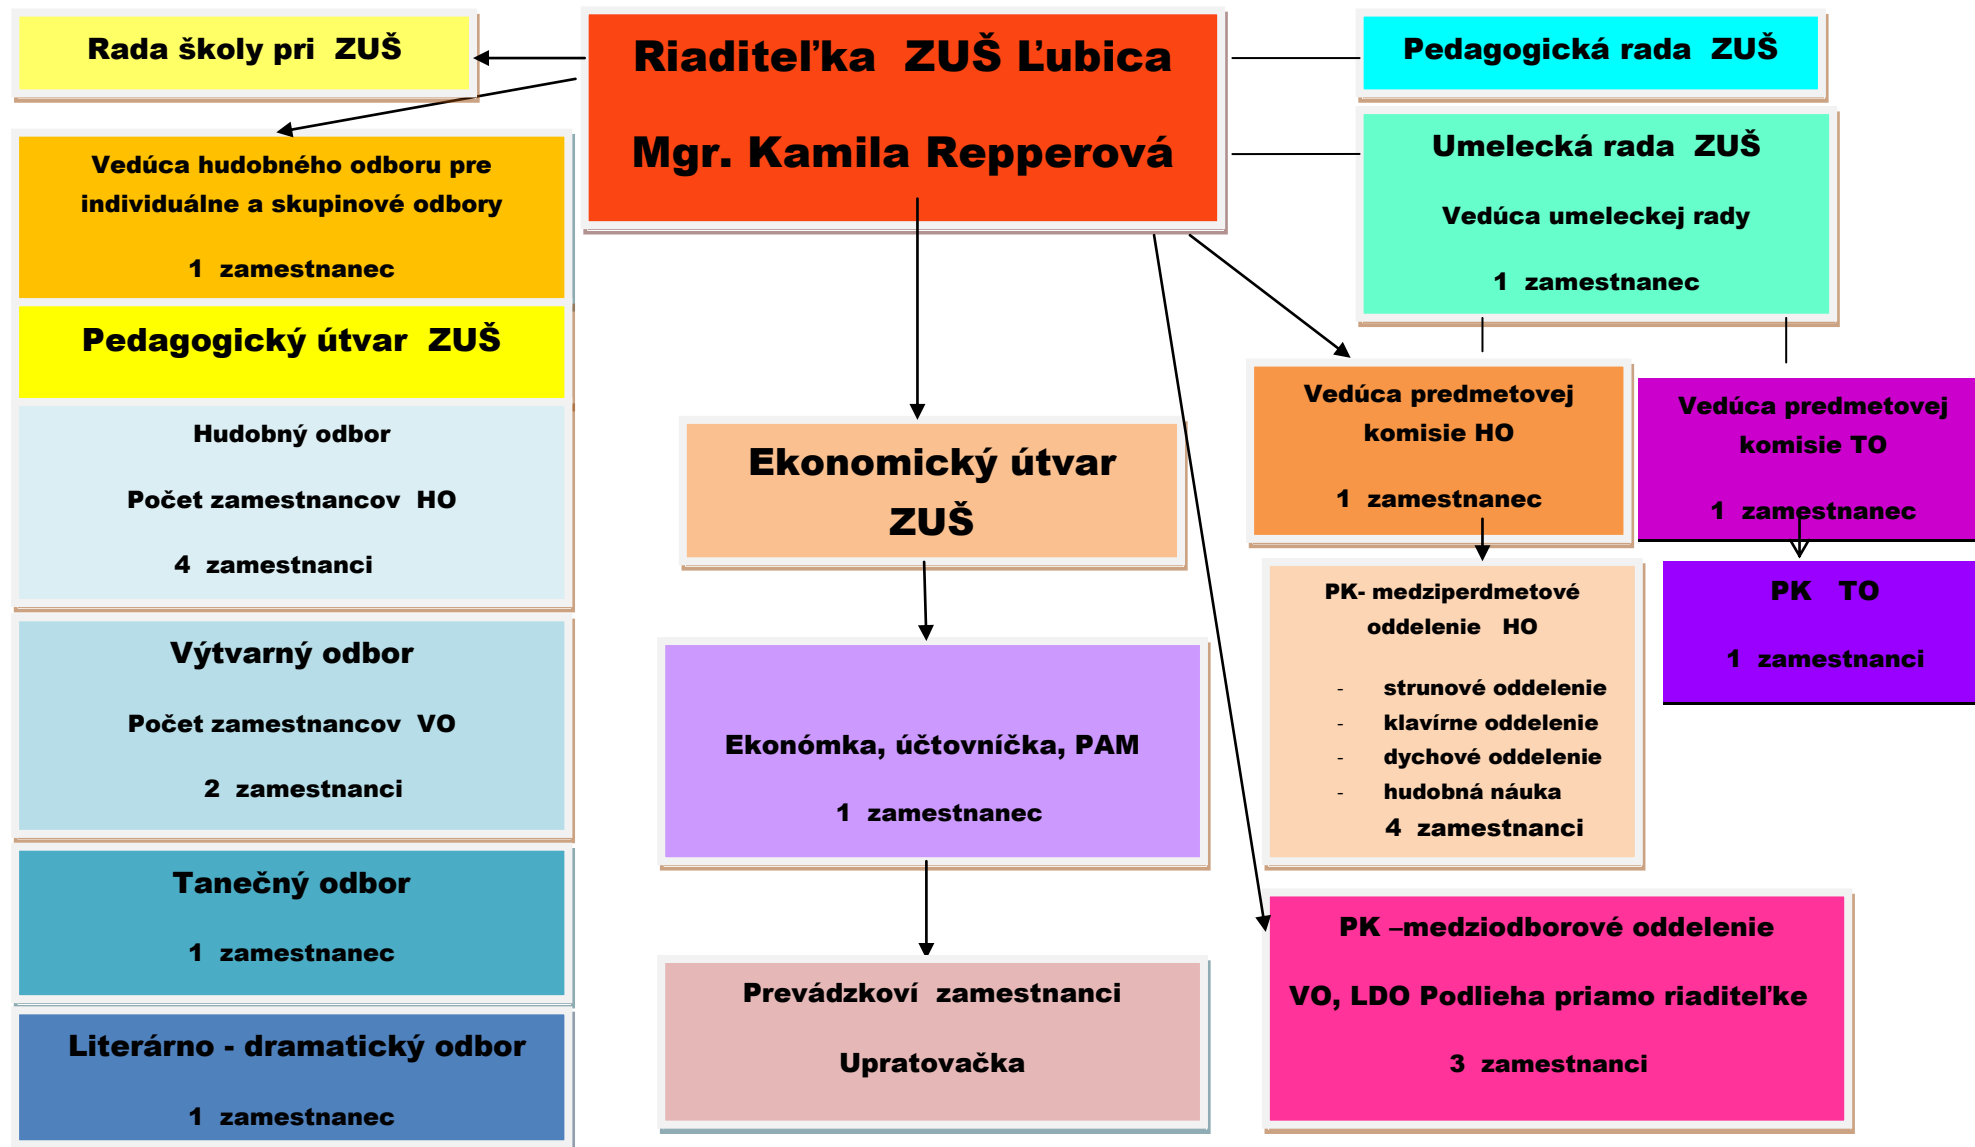 Rada školy pri ZUŠ
Riaditeľka ZUŠ Ľubica
Mgr. Kamila Repperová
Pedagogická rada ZUŠ
Umelecká rada ZUŠ
Vedúca umeleckej rady
1 zamestnanec
Vedúca hudobného odboru pre
individuálne a skupinové odbory
1 zamestnanec
Pedagogický útvar ZUŠ
Hudobný odbor
Počet zamestnancov HO
4 zamestnanci
Výtvarný odbor
Počet zamestnancov VO
2 zamestnanci
Tanečný odbor
1 zamestnanec
Literárno - dramatický odbor
1 zamestnanec
Ekonomický útvar
ZUŠ
Ekonómka, účtovníčka, PAM
1 zamestnanec
Prevádzkoví zamestnanci
Upratovačka
Vedúca predmetovej
komisie HO
1 zamestnanec
Vedúca predmetovej
komisie TO
1 zamestnanec
PK- medziperdmetové
oddelenie HO
- strunové oddelenie
- klavírne oddelenie
- dychové oddelenie
- hudobná náuka
4 zamestnanci
PK TO
1 zamestnanci
PK –medziodborové oddelenie
VO, LDO Podlieha priamo riaditeľke
3 zamestnanci